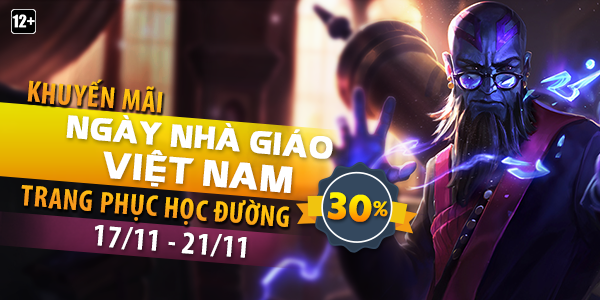 12+
KHUYẾN MÃI
NGÀY NHÀ GIÁO
VIỆT NAM
TRANG PHỤC HỌC ĐƯỜNG
30%
17/11 - 21/11